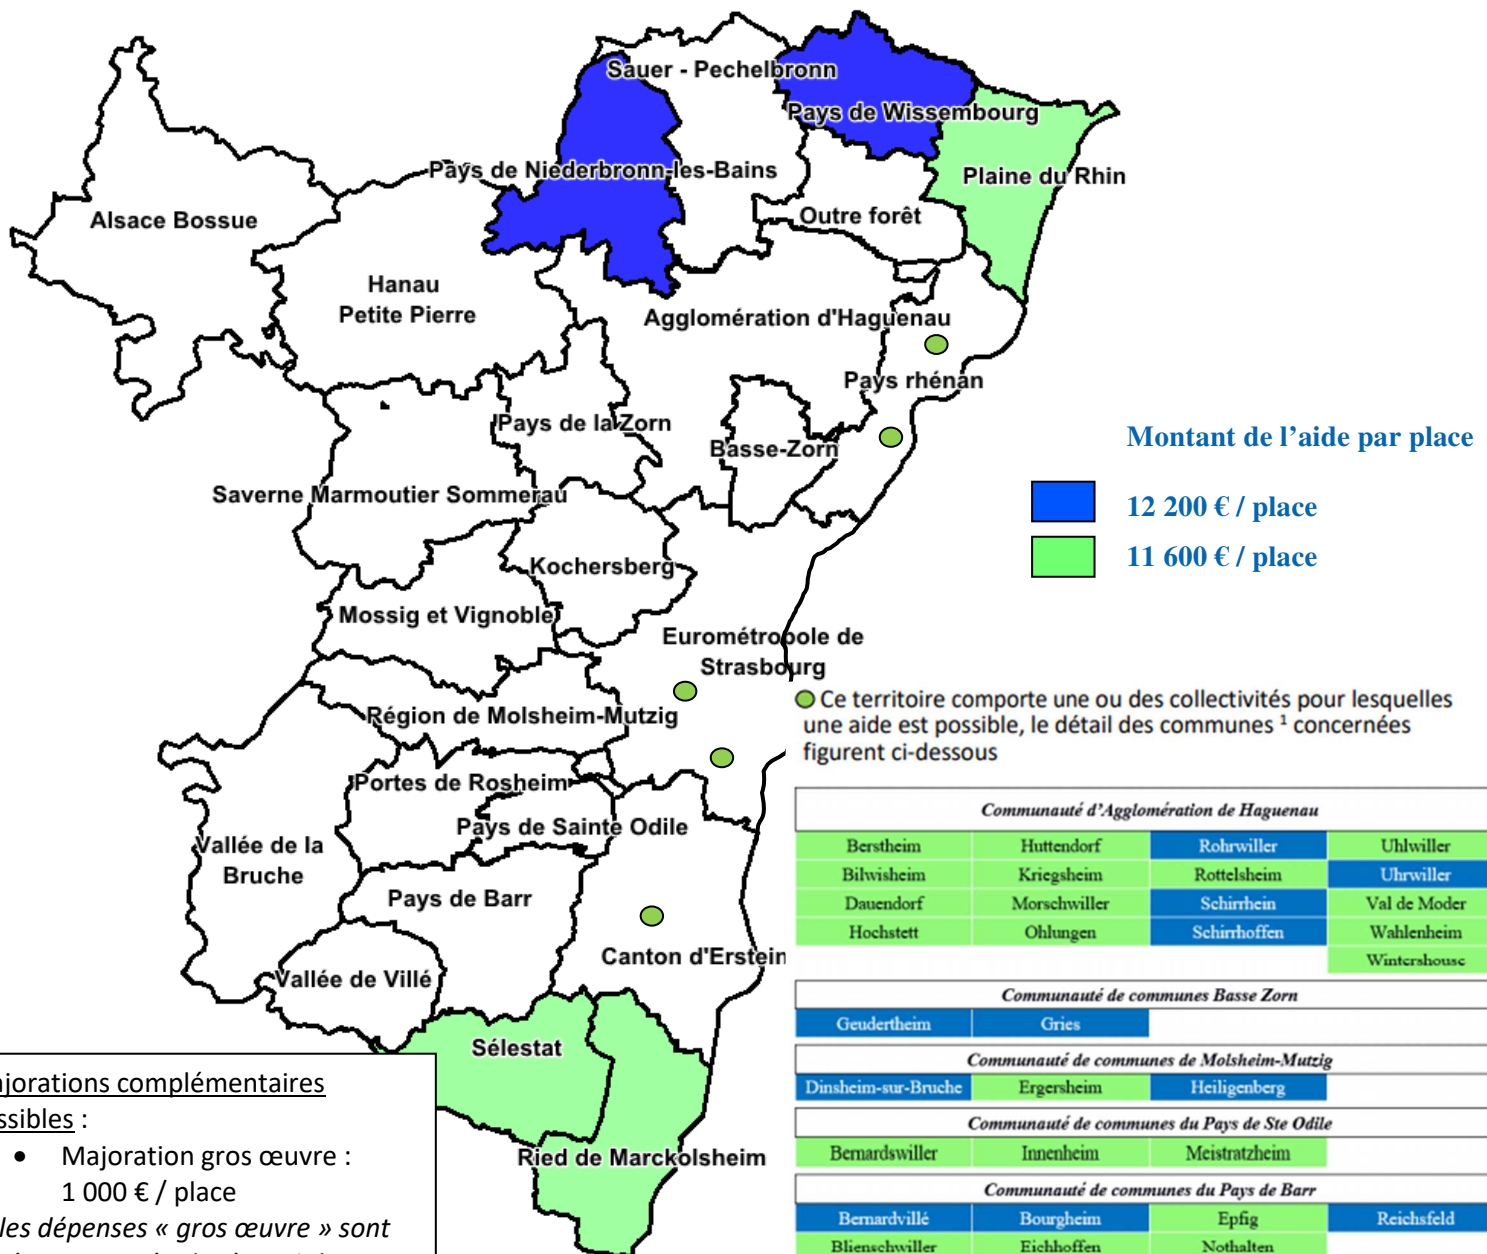 Sauer - Pechelbronn
Pays de Wissembourg
Pays de Niederbronn-les-Bains
Plaine du Rhin
Alsace Bossue
Outre forêt
Hanau
Petite Pierre
Agglomération d'Haguenau
Pays rhénan
Pays de la Zorn
Basse-Zorn
Saverne Marmoutier Sommerau
Kochersberg
Mossig et Vignoble
Eurométropole de
Strasbourg
Région de Molsheim-Mutzig
Portes de Rosheim
Pays de Sainte Odile
Vallée de la
Bruche
Pays de Barr
Canton d'Erstein
Vallée de Villé
Sélestat
Ried de Marckolsheim
Montant de l’aide par place
12 200 € / place
11 600 € / place
Ce territoire comporte une ou des collectivités pour lesquelles
une aide est possible, le détail des communes ¹ concernées
figurent ci-dessous
Communauté d’Agglomération de Haguenau
Berstheim Huttendorf Rohrwiller Uhlwiller
Bilwisheim Kriegsheim Rottelsheim Uhrwiller
Dauendorf Morschwiller Schirrhein Val de Moder
Hochstett Ohlungen Schirrhoffen Wahlenheim
Wintershouse
Communauté de communes Basse Zorn
Geudertheim Gries
Communauté de communes de Molsheim-Mutzig
Dinsheim-sur-Bruche Ergersheim Heiligenberg
Communauté de communes du Pays de Ste Odile
Bernardswiller Innenheim Meistratzheim
Communauté de communes du Pays de Barr
Bernardvillé Bourgheim Epfig Reichsfeld
Blienschwiller Eichhoffen Nothalten
ajorations complémentaires
ssibles :
• Majoration gros œuvre :
1 000 € / place
les dépenses « gros œuvre » sont